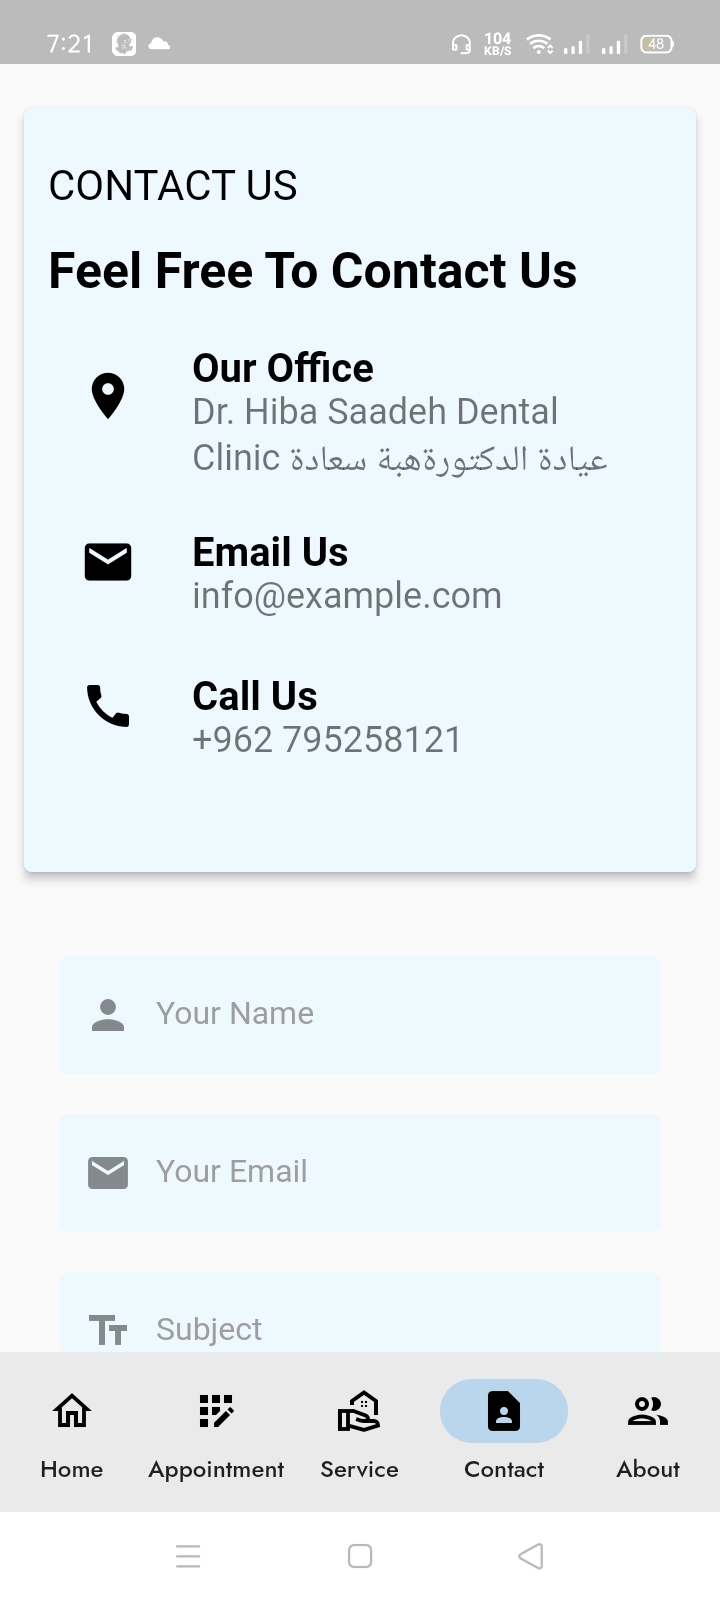 7:21
104
KB/S
48
CONTACT US
Feel Free To Contact Us
Our Office
Dr. Hiba Saadeh Dental
Clinic عيادة الدكتورةهبة سعادة
Email Us
info@example.com
Call Us
+962 795258121
Your Name
Your Email
Subject
Home
Appointment
Service
Contact
About